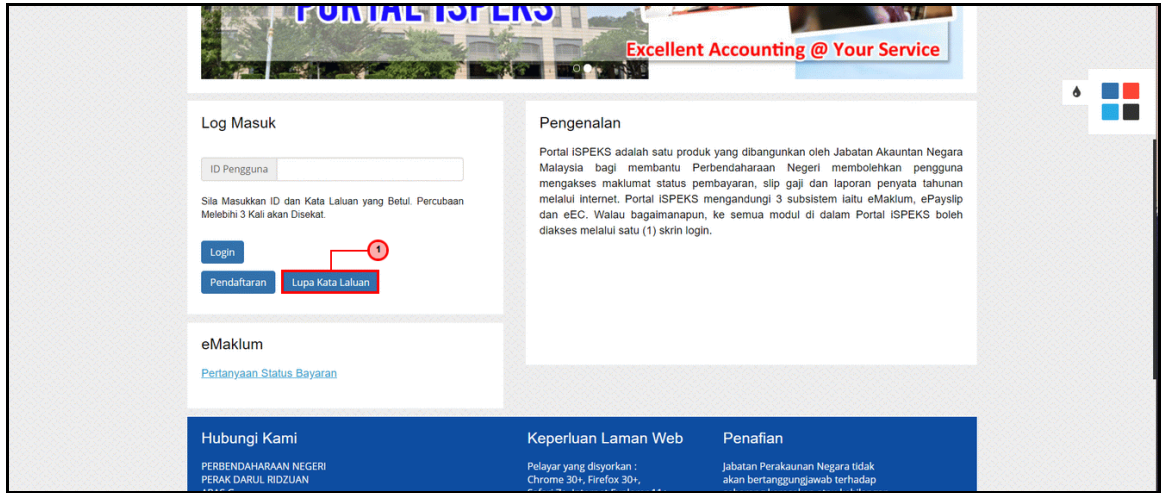 PORTAL iSPEKS
Excellent Accounting @ Your Service
Log Masuk
ID Pengguna
Sila Masukkan ID dan Kata Laluan yang Betul. Percubaan
Melebihi 3 Kali akan Disekat.
Login
1
Pendaftaran
Lupa Kata Laluan
Pengenalan
Portal iSPEKS adalah satu produk yang dibangunkan oleh Jabatan Akauntan Negara
Malaysia bagi membantu Perbendaharaan Negeri membolehkan pengguna
mengakses maklumat status pembayaran, slip gaji dan laporan penyata tahunan
melalui internet. Portal iSPEKS mengandungi 3 subsistem iaitu eMaklum, ePayslip
dan eEC. Walau bagaimanapun, ke semua modul di dalam Portal iSPEKS boleh
diakses melalui satu (1) skrin login.
eMaklum
Pertanyaan Status Bayaran
Hubungi Kami
PERBENDAHARAAN NEGERI
PERAK DARUL RIDZUAN
Keperluan Laman Web
Pelayar yang disyorkan :
Chrome 30+, Firefox 30+,
Penafian
Jabatan Perakaunan Negara tidak
akan bertanggungjawab terhadap